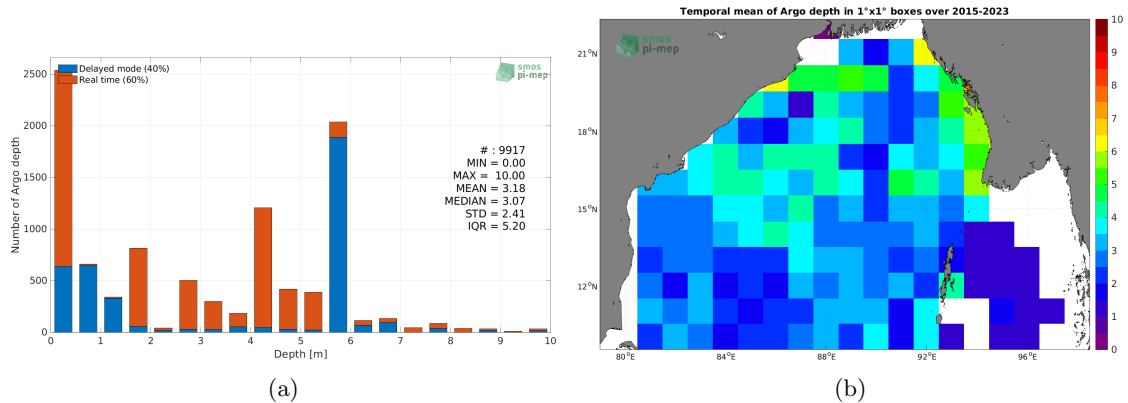 Temporal mean of Argo depth in 1°x1° boxes over 2015-2023
Delayed mode (40%)
Real time (60%)
smos
pi-mep
# : 9917
MIN = 0.00
MAX = 10.00
MEAN = 3.18
MEDIAN = 3.07
STD = 2.41
IQR = 5.20
Number of Argo depth
2500
2000
1500
1000
500
0
0 1 2 3 4 5 6 7 8 9 10
Depth [m]
(a)
smos
pi-mep
21°N
18°N
15°N
12°N
80°E 84°E 88°E 92°E 96°E
10
9
8
7
6
5
4
3
2
1
0
(b)